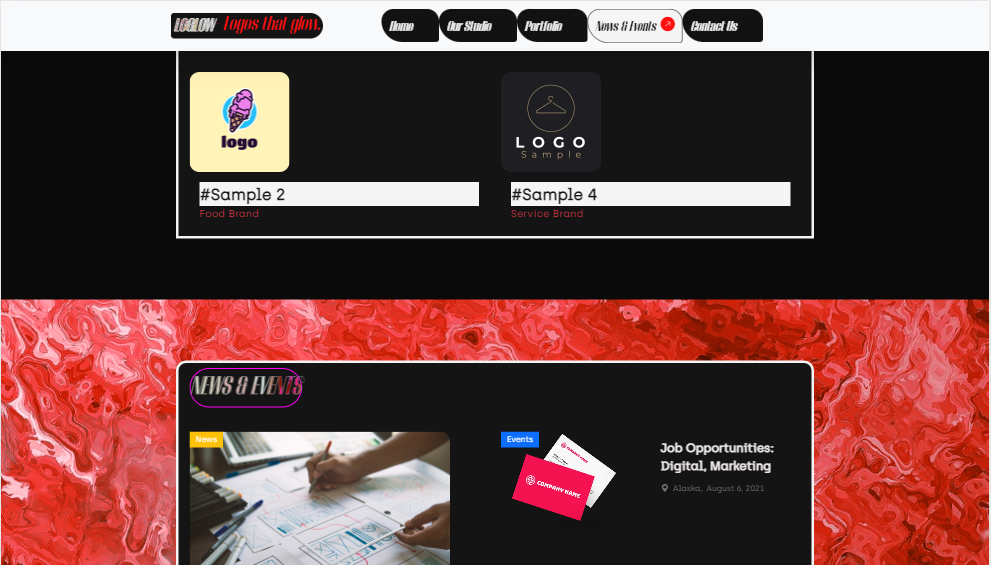 LOGLOW Logos that glow.
Home
Our Studio
Portfolio
News & Events
Contact Us
logo
LOGO
Sample
#Sample 2
Food Brand
#Sample 4
Service Brand
NEWS & EVENTS
News
Events
COMPANY NAME
Job Opportunities:
Digital, Marketing
Alaska, August 6, 2021